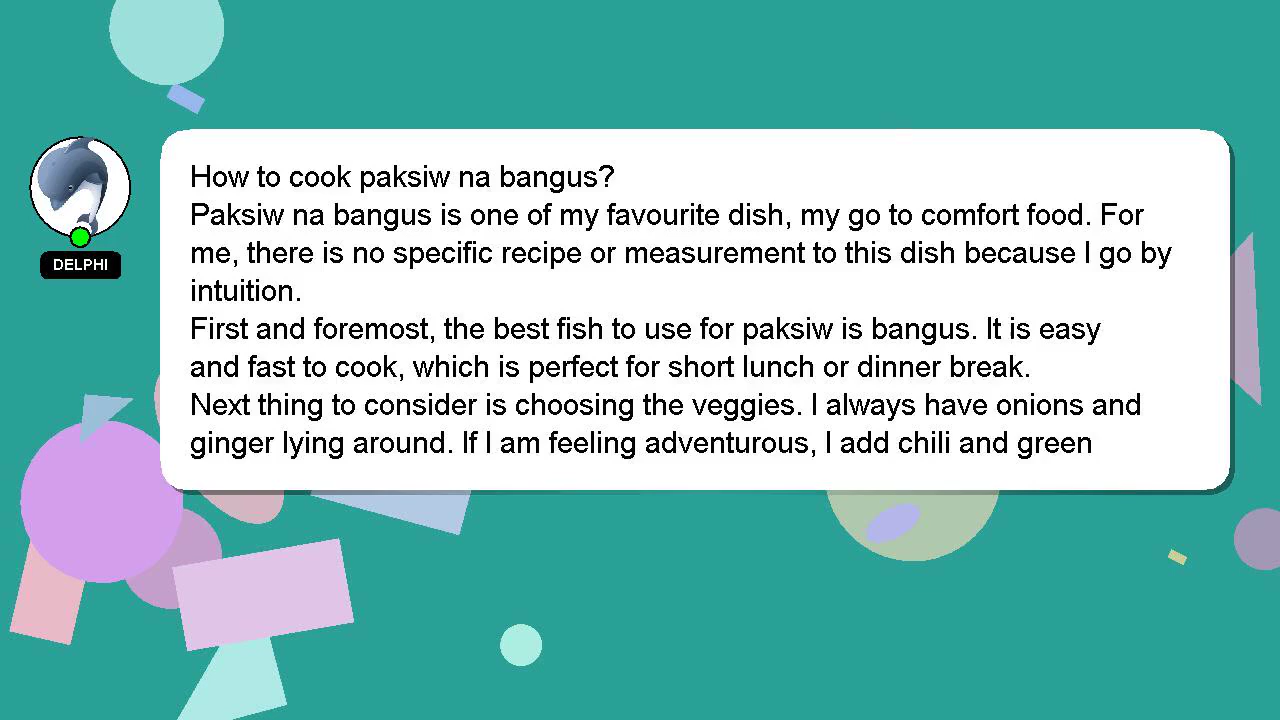 How to cook paksiw na bangus?
Paksiw na bangus is one of my favourite dish, my go to comfort food. For
me, there is no specific recipe or measurement to this dish because I go by
intuition.
First and foremost, the best fish to use for paksiw is bangus. It is easy
and fast to cook, which is perfect for short lunch or dinner break.
Next thing to consider is choosing the veggies. I always have onions and
ginger lying around. If I am feeling adventurous, I add chili and green
DELPHI